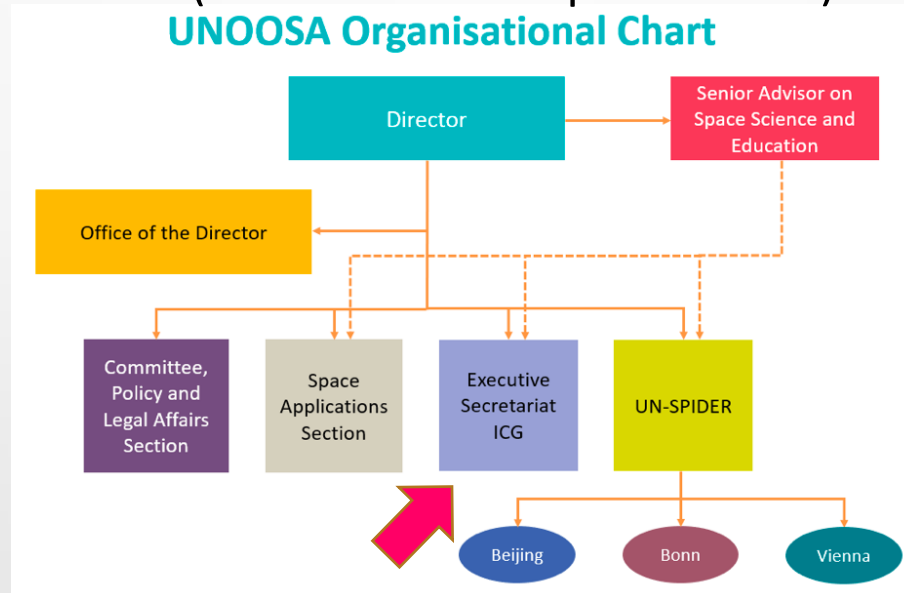 UNOOSA Organisational Chart
Director
Senior Advisor on
Space Science and
Education
Office of the Director
Committee,
Policy and
Legal Affairs
Section
Space
Applications
Section
Executive
Secretariat
ICG
UN-SPIDER
Beijing
Bonn
Vienna